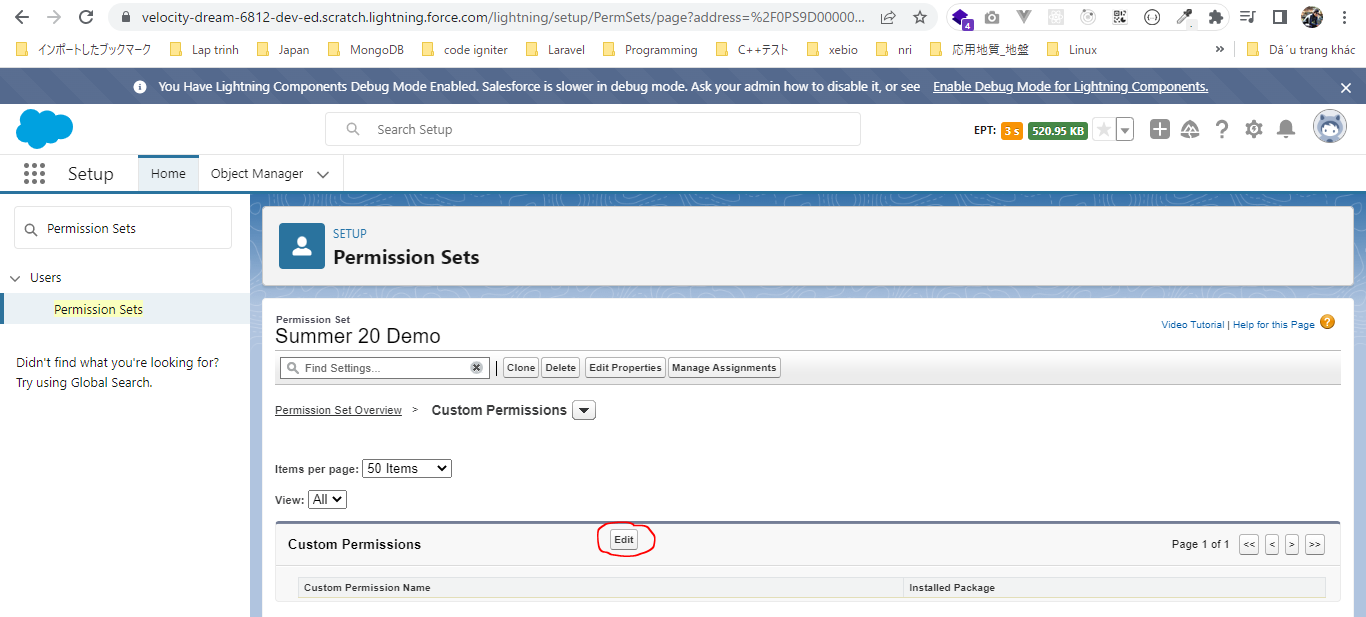 velocity-dream-6812-dev-ed.scratch.lightning.force.com/lightning/setup/PermSets/page?address=%2F0PS9D00000...
4
インポートしたブックマーク Lap trinh Japan MongoDB code igniter Laravel Programming C++テスト xebio nri 応用地質_地盤 Linux » Dấu trang khác
You Have Lightning Components Debug Mode Enabled. Salesforce is slower in debug mode. Ask your admin how to disable it, or see Enable Debug Mode for Lightning Components.
Search Setup
EPT: 3 s 520.95 KB
Setup Home Object Manager
Permission Sets
Users
Permission Sets
Didn't find what you're looking for?
Try using Global Search.
SETUP
Permission Sets
Permission Set
Summer 20 Demo
Video Tutorial | Help for this Page ?
Find Settings... | Clone Delete Edit Properties Manage Assignments
Permission Set Overview > Custom Permissions
Items per page: 50 Items
View: All
Custom Permissions Edit Page 1 of 1 << < > >>
Custom Permission Name Installed Package